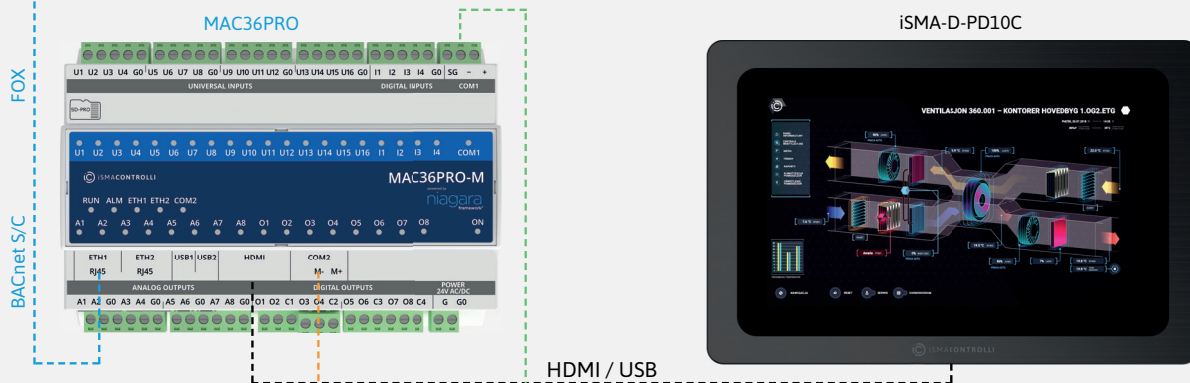 MAC36PRO
iSMA-D-PD10C
FOX
BACnet S/C
U1 U2 U3 U4 G0 U5 U6 U7 U8 G0 U9 U10 U11 U12 G0 U13 U14 U15 U16 G0 I1 I2 I3 I4 G0 SG - +
UNIVERSAL INPUTS DIGITAL INPUTS COM1
SD-PRO
U1 U2 U3 U4 U5 U6 U7 U8 U9 U10 U11 U12 U13 U14 U15 U16 I1 I2 I3 I4 COM1
iSMACONTROLLI
MAC36PRO-M
powered by
niagara
framework
RUN ALM ETH1 ETH2 COM2
A1 A2 A3 A4 A5 A6 A7 A8 O1 O2 O3 O4 O5 O6 O7 O8 ON
ETH1 ETH2 USB1 USB2 HDMI COM2
RJ45 RJ45 M- M+
ANALOG OUTPUTS DIGITAL OUTPUTS POWER
24V AC/DC
A1 A2 G0 A3 A4 G0 A5 A6 G0 A7 A8 G0 O1 O2 C1 O3 O4 C2 O5 O6 C3 O7 O8 C4 G G0
VENTILASJON 360.001 – KONTORER HOVEDBYG 1.OG2.ETG
iSMACONTROLLI
HDMI / USB